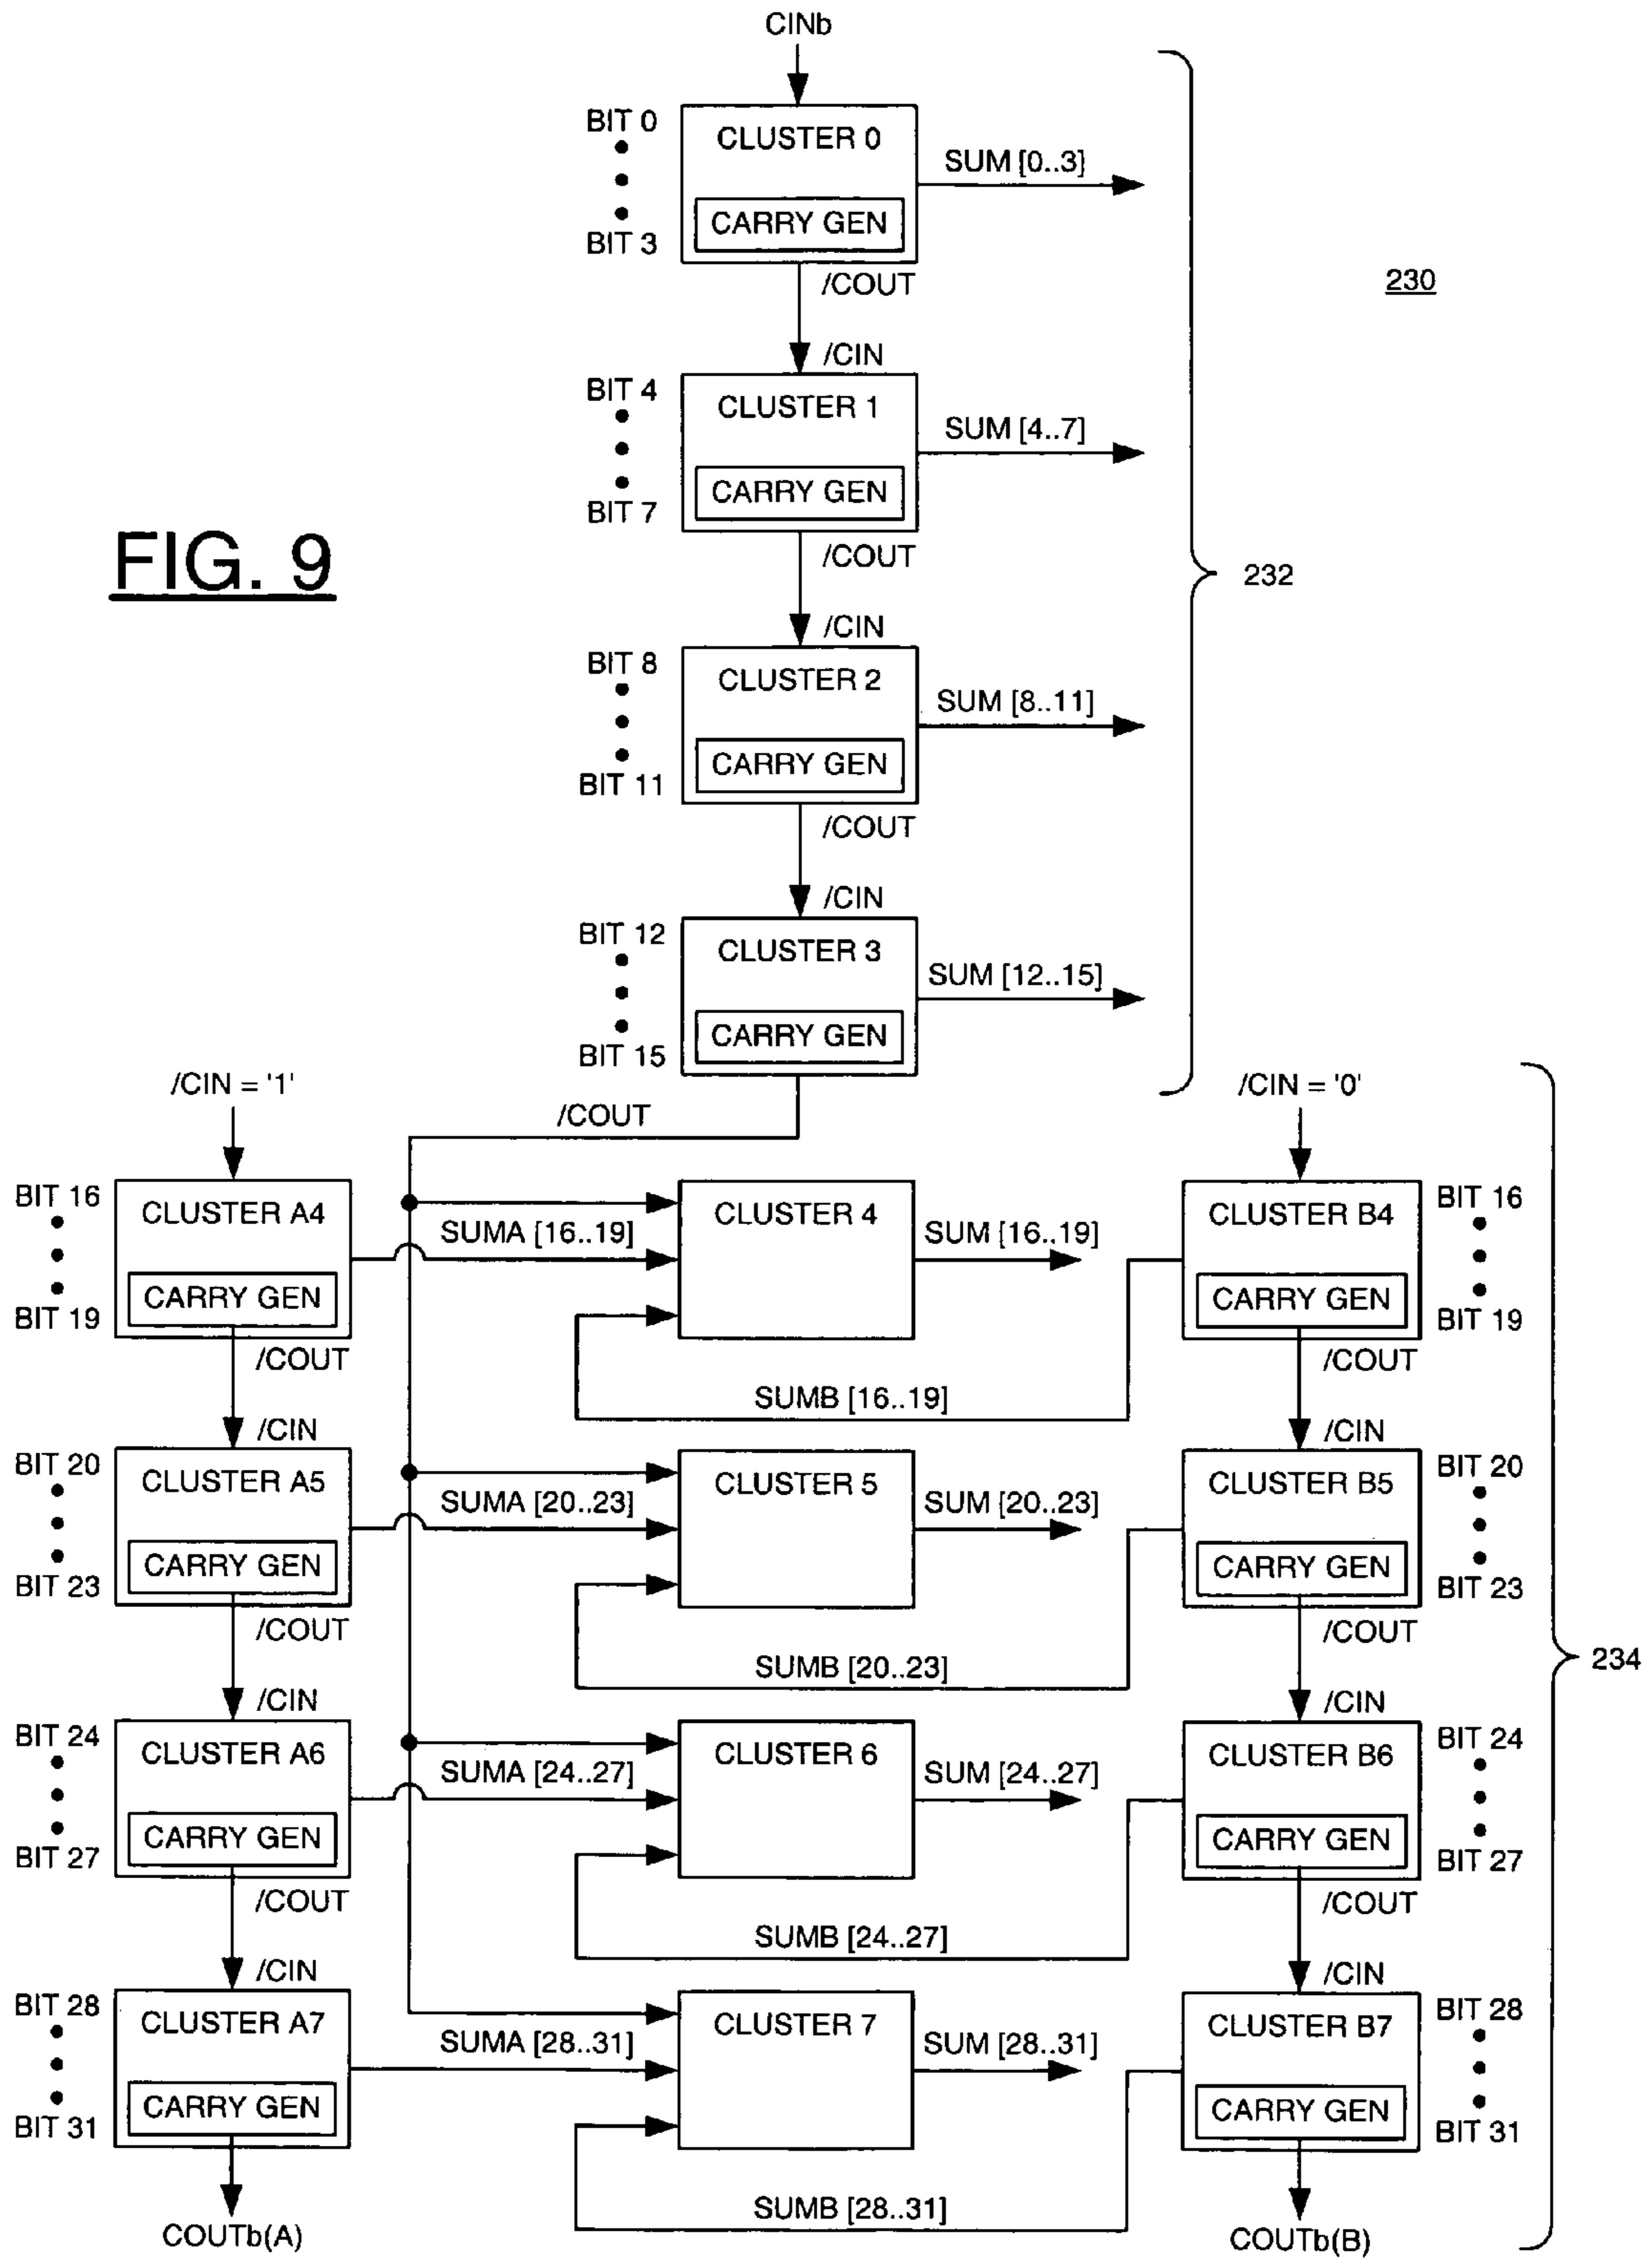 CINb
BIT 0
CLUSTER 0
SUM [0..3]
CARRY GEN
BIT 3
/COUT
230
/CIN
BIT 4
CLUSTER 1
SUM [4..7]
CARRY GEN
BIT 7
/COUT
FIG. 9
232
/CIN
BIT 8
CLUSTER 2
SUM [8..11]
CARRY GEN
BIT 11
/COUT
/CIN
BIT 12
CLUSTER 3
SUM [12..15]
CARRY GEN
BIT 15
/CIN = '1'
/COUT
/CIN = '0'
BIT 16
CLUSTER A4
SUMA [16..19]
CLUSTER 4
SUM [16..19]
CLUSTER B4
BIT 16
CARRY GEN
CARRY GEN
BIT 19
BIT 19
/COUT
/COUT
SUMB [16..19]
/CIN
/CIN
BIT 20
CLUSTER A5
SUMA [20..23]
CLUSTER 5
SUM [20..23]
CLUSTER B5
BIT 20
CARRY GEN
CARRY GEN
BIT 23
BIT 23
/COUT
/COUT
SUMB [20..23]
234
/CIN
/CIN
BIT 24
CLUSTER A6
SUMA [24..27]
CLUSTER 6
SUM [24..27]
CLUSTER B6
BIT 24
CARRY GEN
CARRY GEN
BIT 27
BIT 27
/COUT
/COUT
SUMB [24..27]
/CIN
/CIN
BIT 28
CLUSTER A7
SUMA [28..31]
CLUSTER 7
SUM [28..31]
CLUSTER B7
BIT 28
CARRY GEN
CARRY GEN
BIT 31
BIT 31
SUMB [28..31]
COUTb(A)
COUTb(B)